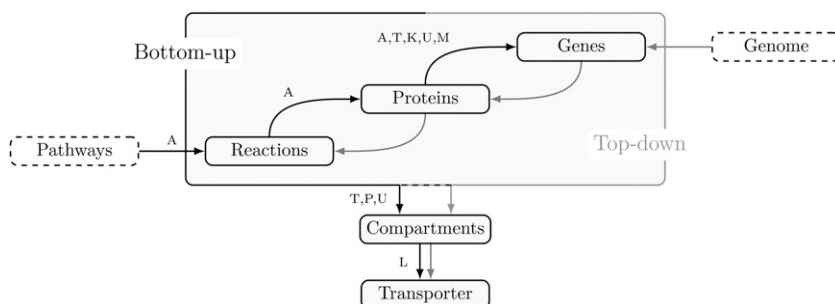 A,T,K,U,M
Genes
Genome
Bottom-up
A
Proteins
Top-down
Pathways
A
Reactions
T,P,U
Compartments
L
Transporter